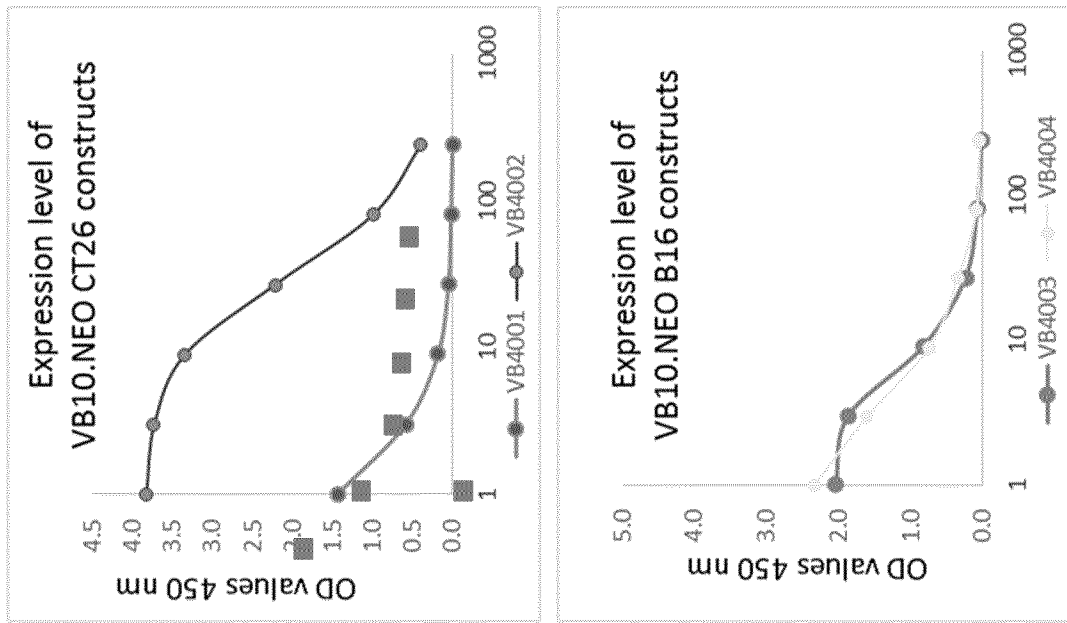 Expression level of
VB10.NEO CT26 constructs
OD values 450 nm
4.5
4.0
3.5
3.0
2.5
2.0
1.5
1.0
0.5
0.0
1
10
100
1000
VB4001
VB4002
Expression level of
VB10.NEO B16 constructs
OD values 450 nm
5.0
4.0
3.0
2.0
1.0
0.0
1
10
100
1000
VB4003
VB4004